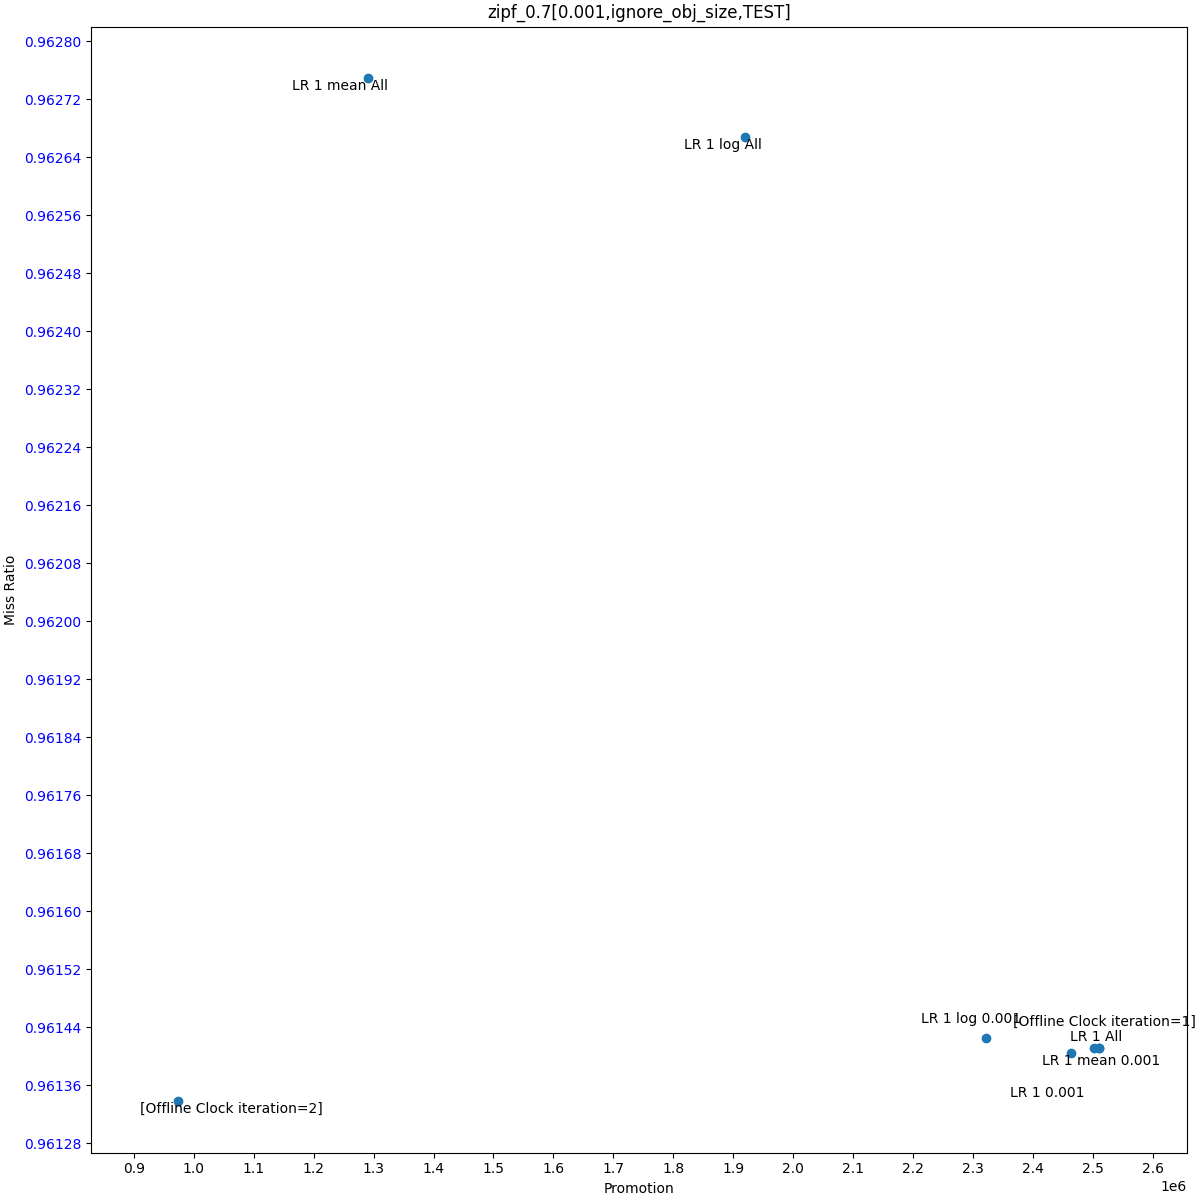 zipf_0.7[0.001,ignore_obj_size,TEST]
0.96280
LR 1 mean All
0.96272
LR 1 log All
0.96264
0.96256
0.96248
0.96240
0.96232
0.96224
0.96216
0.96208
Miss Ratio
0.96200
0.96192
0.96184
0.96176
0.96168
0.96160
0.96152
LR 1 log 0.001
[Offline Clock iteration=1]
0.96144
LR 1 All
LR 1 mean 0.001
0.96136
LR 1 0.001
[Offline Clock iteration=2]
0.96128
0.9 1.0 1.1 1.2 1.3 1.4 1.5 1.6 1.7 1.8 1.9 2.0 2.1 2.2 2.3 2.4 2.5 2.6
Promotion
1e6